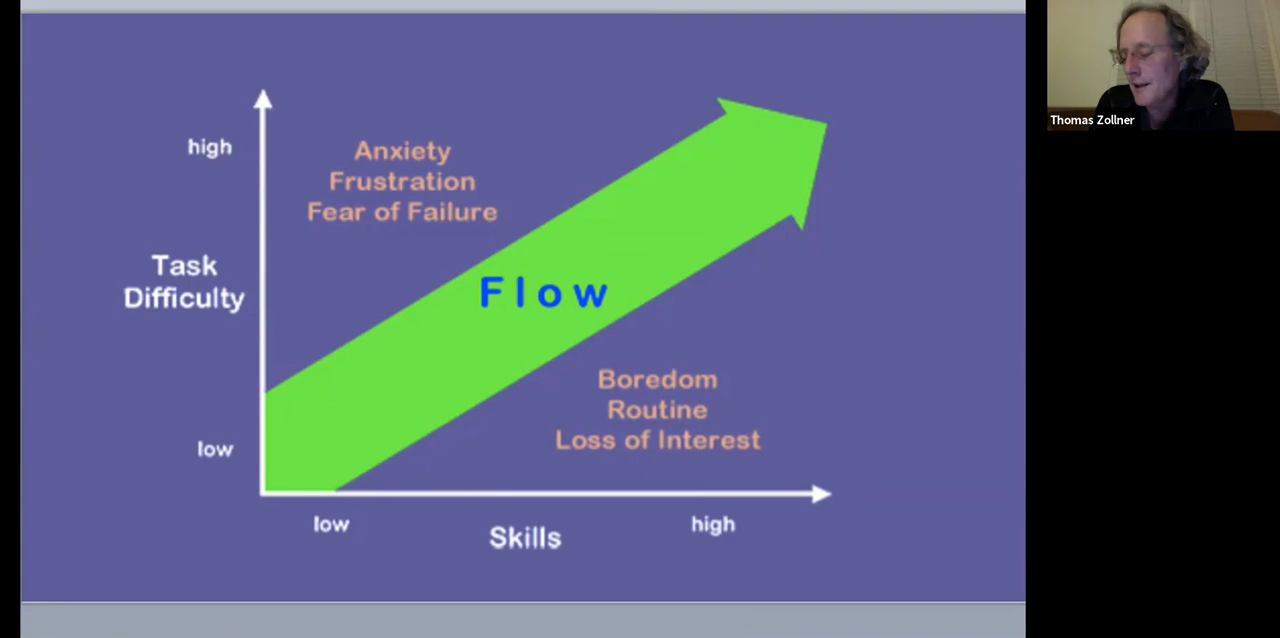 high
Anxiety
Frustration
Fear of Failure
Task
Difficulty
Flow
Boredom
Routine
Loss of Interest
low
low
Skills
high
Thomas Zollner